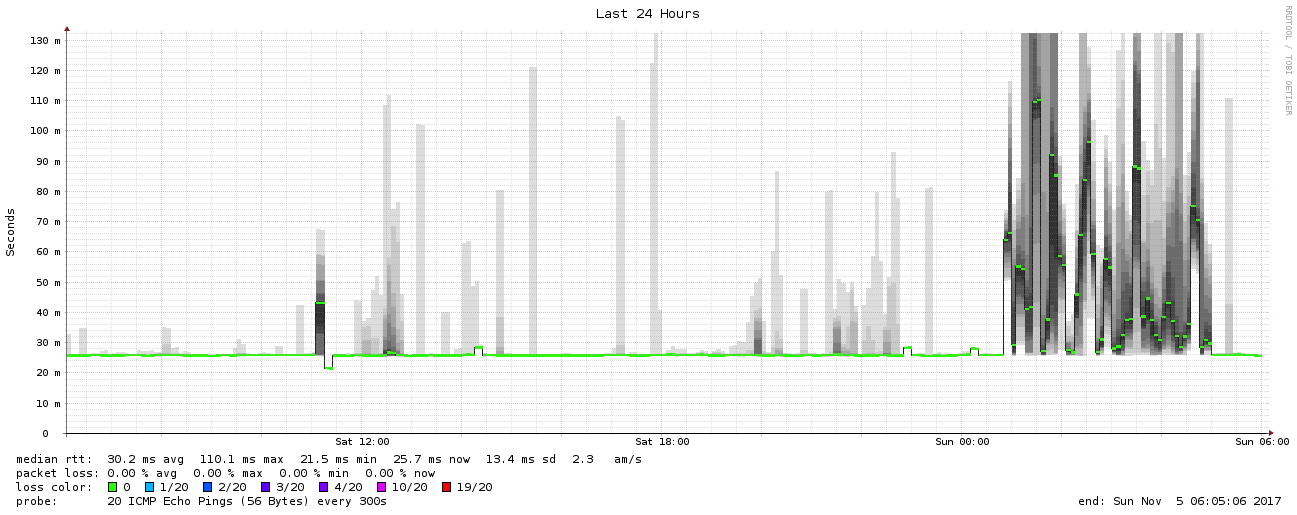 Last 24 Hours
RRDTOOL / TOBI OETIKER
Seconds
130 m
120 m
110 m
100 m
90 m
80 m
70 m
60 m
50 m
40 m
30 m
20 m
10 m
0
Sat 12:00 Sat 18:00 Sun 00:00 Sun 06:00
median rtt: 30.2 ms avg 110.1 ms max 21.5 ms min 25.7 ms now 13.4 ms sd 2.3 am/s
packet loss: 0.00 % avg 0.00 % max 0.00 % min 0.00 % now
loss color: 0 1/20 2/20 3/20 4/20 10/20 19/20
probe: 20 ICMP Echo Pings (56 Bytes) every 300s end: Sun Nov 5 06:05:06 2017